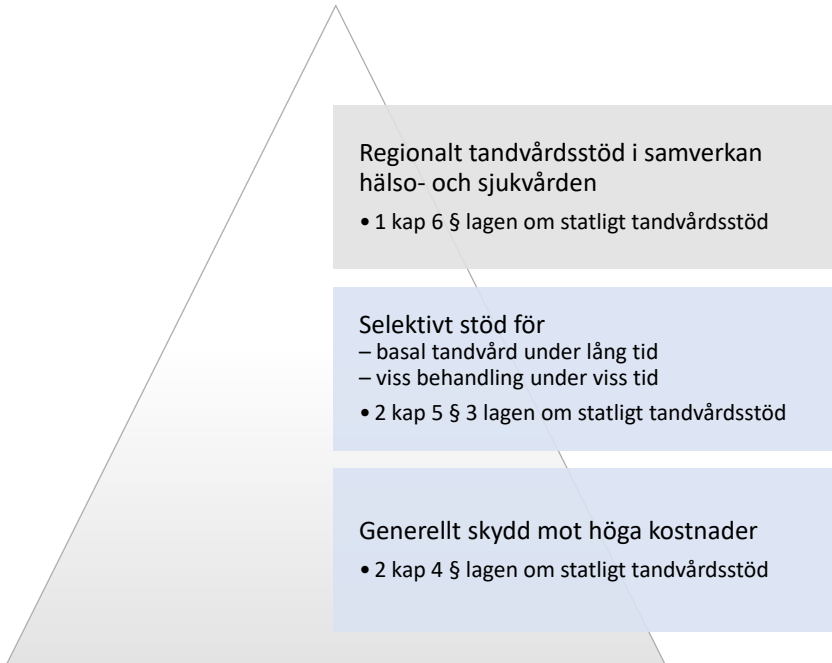 Regionalt tandvårdsstöd i samverkan
hälso- och sjukvården
• 1 kap 6 § lagen om statligt tandvårdsstöd
Selektivt stöd för
– basal tandvård under lång tid
– viss behandling under viss tid
• 2 kap 5 § 3 lagen om statligt tandvårdsstöd
Generellt skydd mot höga kostnader
• 2 kap 4 § lagen om statligt tandvårdsstöd